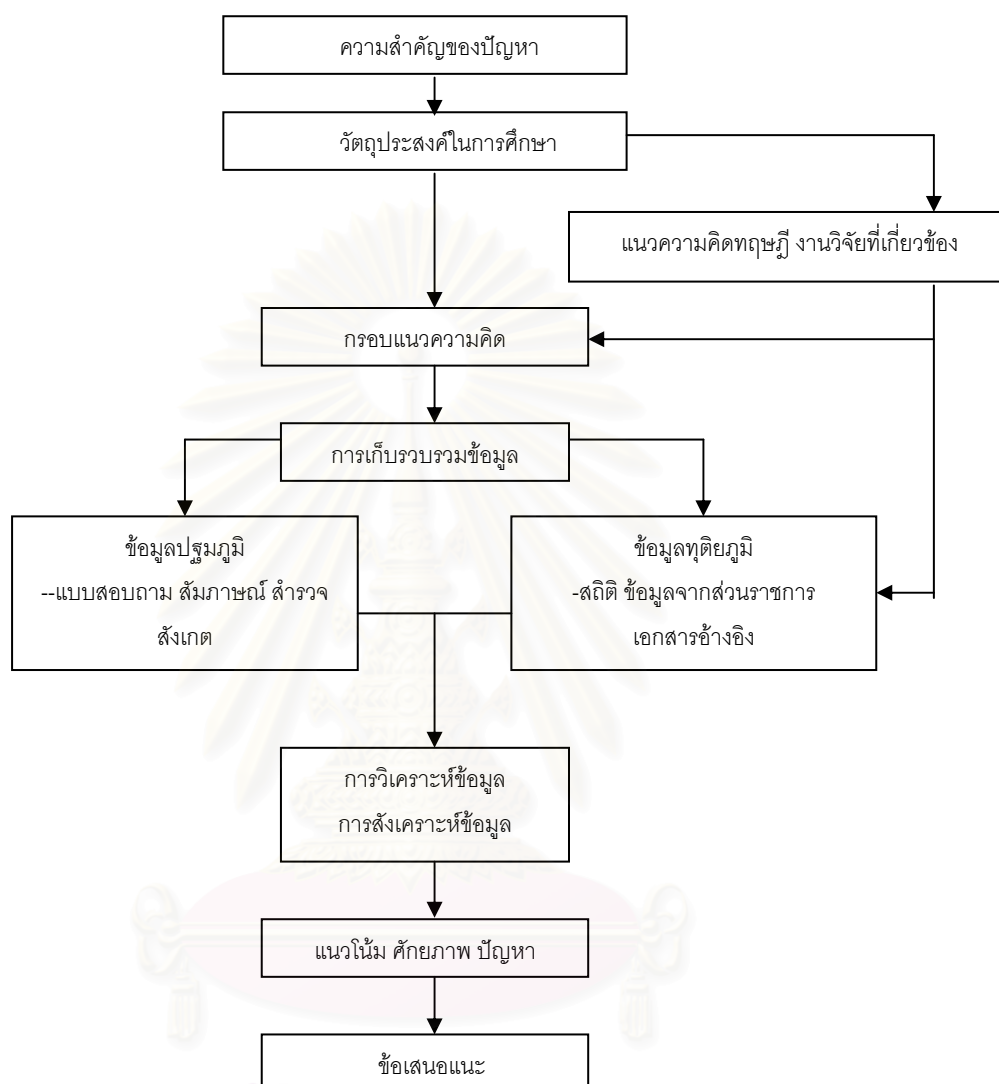 ความสำคัญของปัญหา
วัตถุประสงค์ในการศึกษา
แนวความคิดทฤษฎี งานวิจัยที่เกี่ยวข้อง
กรอบแนวความคิด
การเก็บรวบรวมข้อมูล
ข้อมูลปฐมภูมิ
--แบบสอบถาม สัมภาษณ์ สำรวจ
สังเกต
ข้อมูลทุติยภูมิ
-สถิติ ข้อมูลจากส่วนราชการ
เอกสารอ้างอิง
การวิเคราะห์ข้อมูล
การสังเคราะห์ข้อมูล
แนวโน้ม ศักยภาพ ปัญหา
ข้อเสนอแนะ